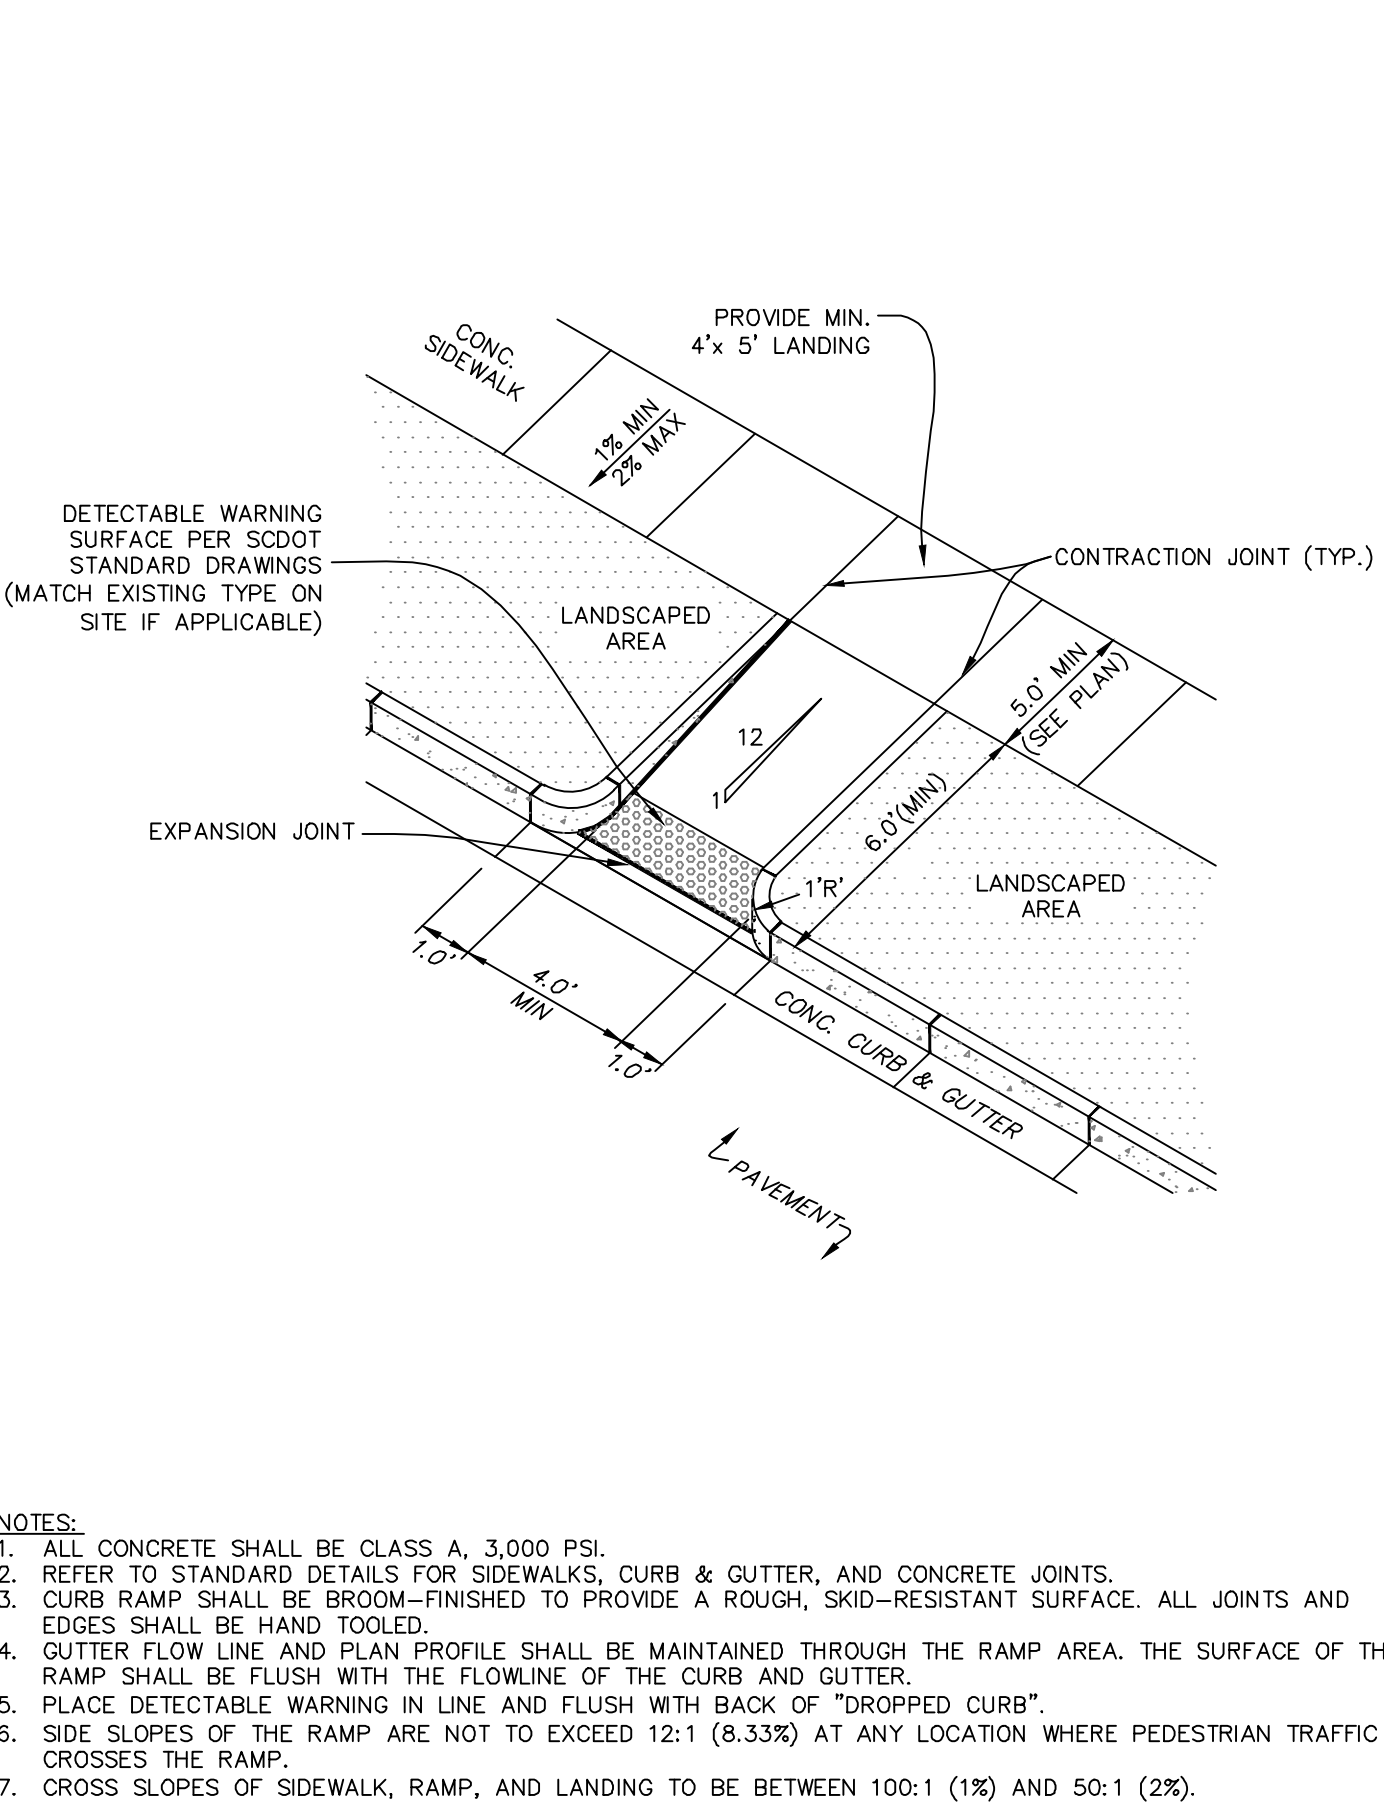 PROVIDE MIN.
4'x 5' LANDING
CONC.
SIDEWALK
1% MIN
2% MAX
DETECTABLE WARNING
SURFACE PER SCDOT
STANDARD DRAWINGS
(MATCH EXISTING TYPE ON
SITE IF APPLICABLE)
CONTRACTION JOINT (TYP.)
LANDSCAPED
AREA
5.0' MIN
(SEE PLAN)
12
1
6.0'(MIN)
EXPANSION JOINT
1'R'
LANDSCAPED
AREA
1.0'
4.0'
MIN
1.0'
CONC. CURB & GUTTER
PAVEMENT
NOTES:
1. ALL CONCRETE SHALL BE CLASS A, 3,000 PSI.
2. REFER TO STANDARD DETAILS FOR SIDEWALKS, CURB & GUTTER, AND CONCRETE JOINTS.
3. CURB RAMP SHALL BE BROOM-FINISHED TO PROVIDE A ROUGH, SKID-RESISTANT SURFACE. ALL JOINTS AND
EDGES SHALL BE HAND TOOLED.
4. GUTTER FLOW LINE AND PLAN PROFILE SHALL BE MAINTAINED THROUGH THE RAMP AREA. THE SURFACE OF TH
RAMP SHALL BE FLUSH WITH THE FLOWLINE OF THE CURB AND GUTTER.
5. PLACE DETECTABLE WARNING IN LINE AND FLUSH WITH BACK OF "DROPPED CURB".
6. SIDE SLOPES OF THE RAMP ARE NOT TO EXCEED 12:1 (8.33%) AT ANY LOCATION WHERE PEDESTRIAN TRAFFIC
CROSSES THE RAMP.
7. CROSS SLOPES OF SIDEWALK, RAMP, AND LANDING TO BE BETWEEN 100:1 (1%) AND 50:1 (2%).